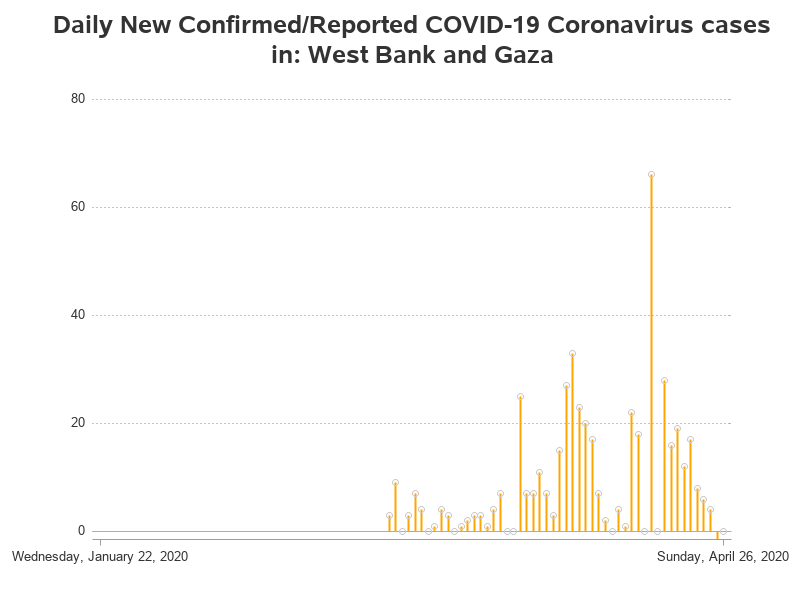 Daily New Confirmed/Reported COVID-19 Coronavirus cases
in: West Bank and Gaza
80
60
40
20
0
Wednesday, January 22, 2020
Sunday, April 26, 2020